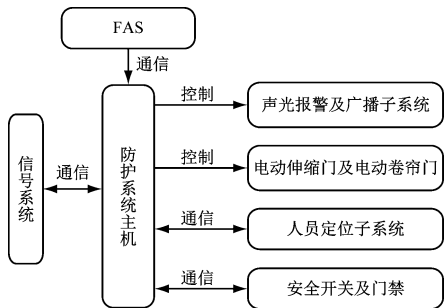 FAS
通信
控制
声光报警及广播子系统
信号系统
通信
防护系统主机
控制
电动伸缩门及电动卷帘门
通信
人员定位子系统
通信
安全开关及门禁